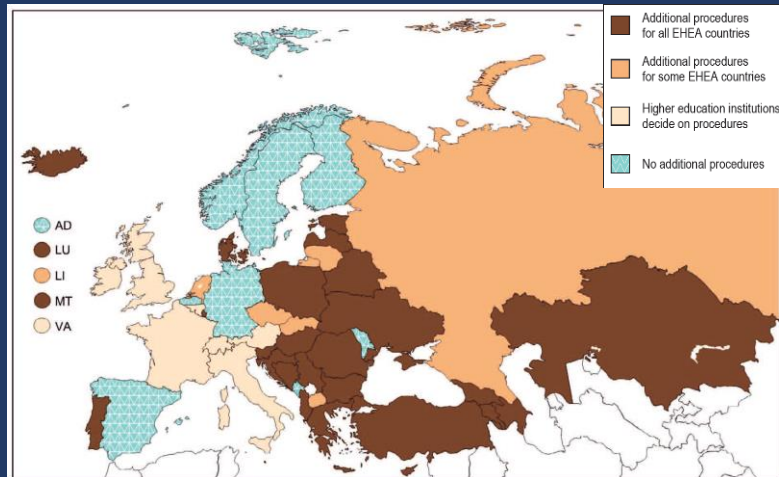 Additional procedures
for all EHEA countries
Additional procedures
for some EHEA countries
Higher education institutions
decide on procedures
No additional procedures
AD
LU
LI
MT
VA